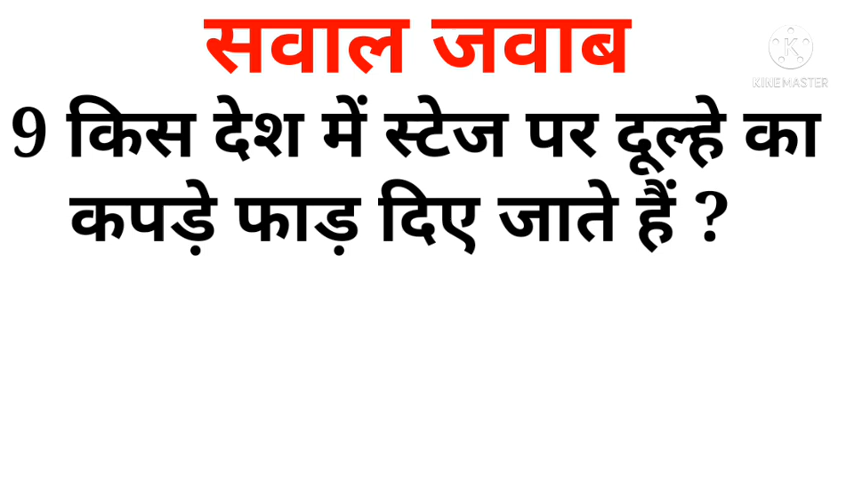 सवाल जवाब
K
KINEMASTER
9 किस देश में स्टेज पर दूल्हे का
कपड़े फाड़ दिए जाते हैं ?